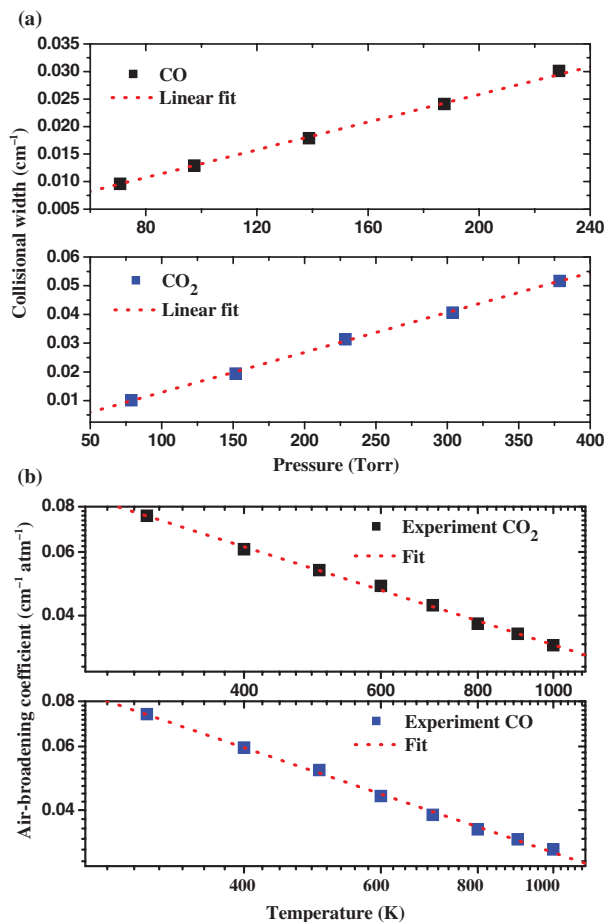 (a)
0.035
0.030
0.025
0.020
0.015
0.010
0.005
CO
Linear fit
80
120
160
200
240
Collisional width (cm⁻¹)
0.06
0.05
0.04
0.03
0.02
0.01
CO₂
Linear fit
50
100
150
200
250
300
350
400
Pressure (Torr)
(b)
0.08
0.06
0.04
Experiment CO₂
Fit
400
600
800
1000
Air-broadening coefficient (cm⁻¹ atm⁻¹)
0.08
0.06
0.04
Experiment CO
Fit
400
600
800
1000
Temperature (K)